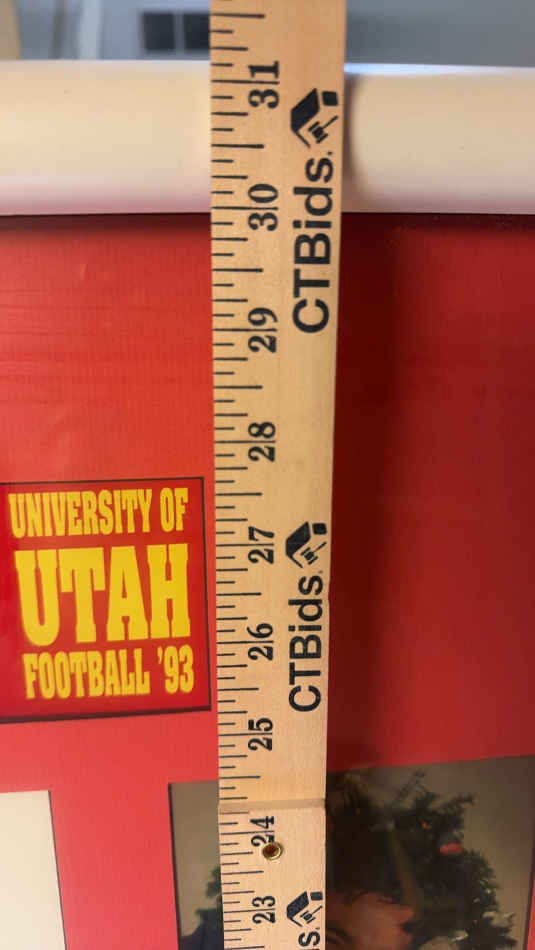 31
30
29
28
27
26
25
24
23
CTBids.
CTBids.
s.
UNIVERSITY OF
UTAH
FOOTBALL '93